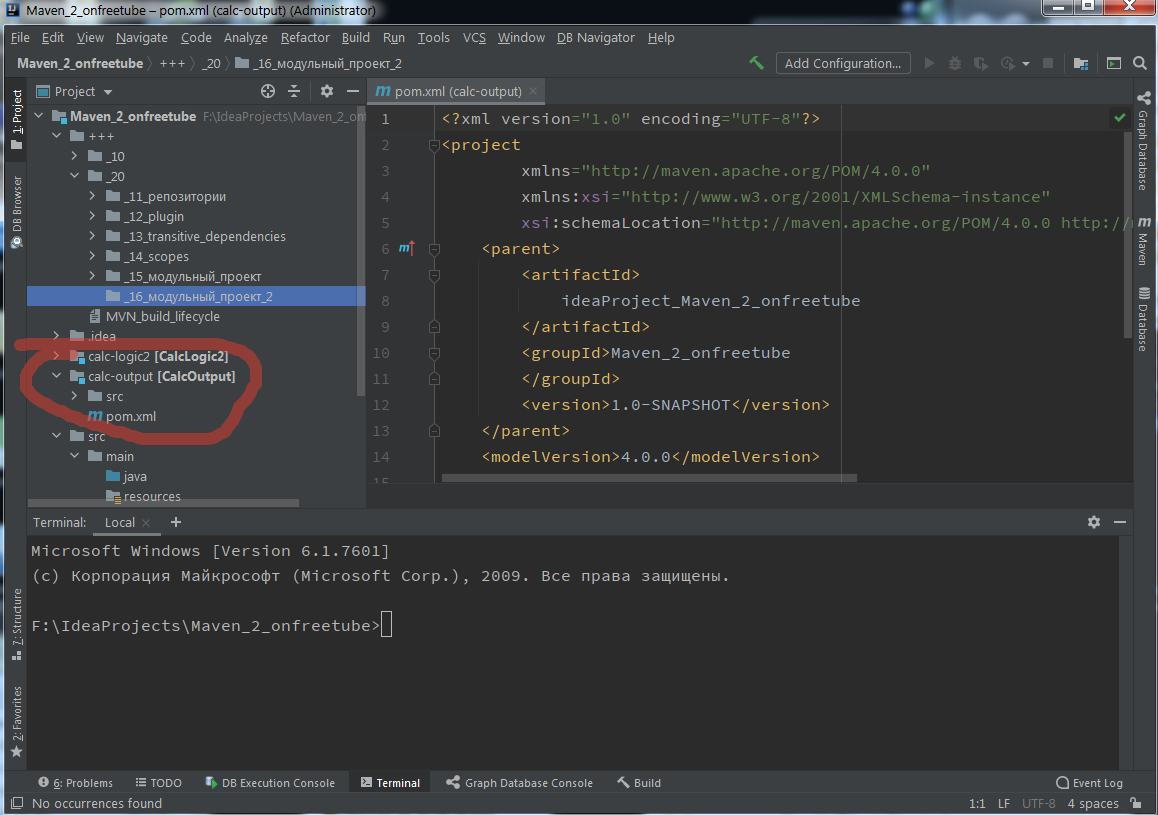 Maven_2_onfreetube – pom.xml (calc-output) (Administrator)
File Edit View Navigate Code Analyze Refactor Build Run Tools VCS Window DB Navigator Help
Maven_2_onfreetube +++ _20 _16_модульный_проект_2 Add Configuration...
1: Project
DB Browser
7: Structure
2: Favorites
Project
Maven_2_onfreetube F:\IdeaProjects\Maven_2_on
+++
_10
_20
_11_репозитории
_12_plugin
_13_transitive_dependencies
_14_scopes
_15_модульный_проект
_16_модульный_проект_2
MVN_build_lifecycle
.idea
calc-logic2 [CalcLogic2]
calc-output [CalcOutput]
src
pom.xml
src
main
java
resources
pom.xml (calc-output)
1 <?xml version="1.0" encoding="UTF-8"?>
2 <project
3 xmlns="http://maven.apache.org/POM/4.0.0"
4 xmlns:xsi="http://www.w3.org/2001/XMLSchema-instance"
5 xsi:schemaLocation="http://maven.apache.org/POM/4.0.0 http://
6 <parent>
7 <artifactId>
8 ideaProject_Maven_2_onfreetube
9 </artifactId>
10 <groupId>Maven_2_onfreetube
11 </groupId>
12 <version>1.0-SNAPSHOT</version>
13 </parent>
14 <modelVersion>4.0.0</modelVersion>
15
Graph Database
Maven
Database
Terminal: Local
Microsoft Windows [Version 6.1.7601]
(c) Корпорация Майкрософт (Microsoft Corp.), 2009. Все права защищены.
F:\IdeaProjects\Maven_2_onfreetube>
6: Problems TODO DB Execution Console Terminal Graph Database Console Build Event Log
No occurrences found 1:1 LF UTF-8 4 spaces